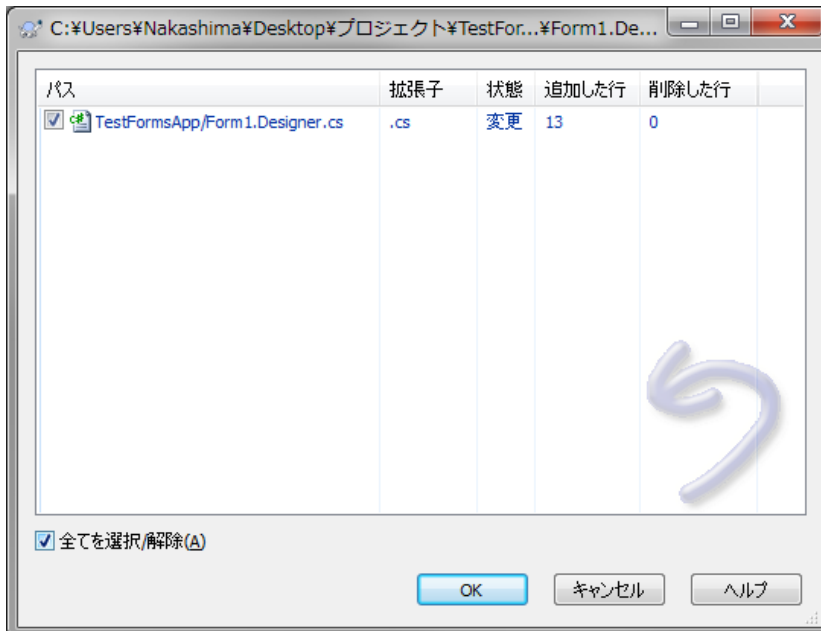 C:¥Users¥Nakashima¥Desktop¥プロジェクト¥TestFor...¥Form1.De...
パス 拡張子 状態 追加した行 削除した行
TestFormsApp/Form1.Designer.cs .cs 変更 13 0
全てを選択/解除(A)
OK キャンセル ヘルプ